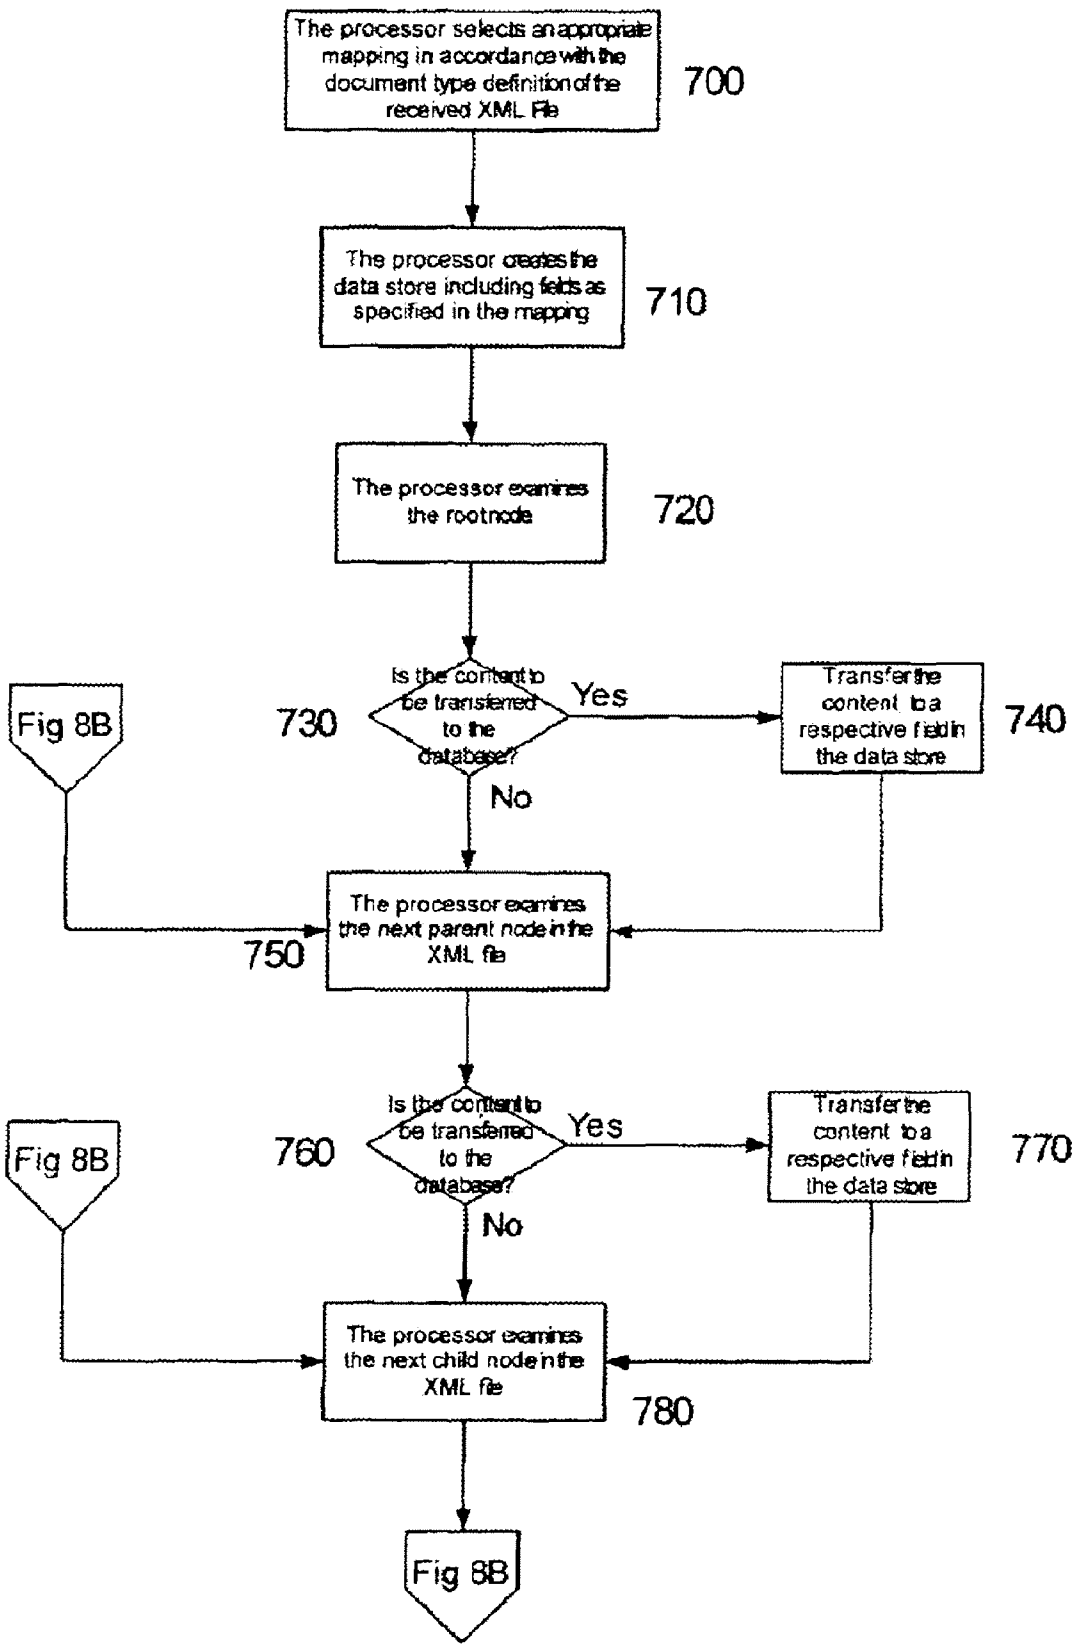 The processor selects an appropriate
mapping in accordance with the
document type definition of the
received XML File
700
The processor creates the
data store including fields as
specified in the mapping
710
The processor examines
the root node
720
Is the content to
be transferred
to the
database?
730
Yes
Transfer the
content to a
respective field in
the data store
740
Fig 8B
No
The processor examines
the next parent node in the
XML file
750
Is the content to
be transferred
to the
database?
760
Yes
Transfer the
content to a
respective field in
the data store
770
Fig 8B
No
The processor examines
the next child node in the
XML file
780
Fig 8B